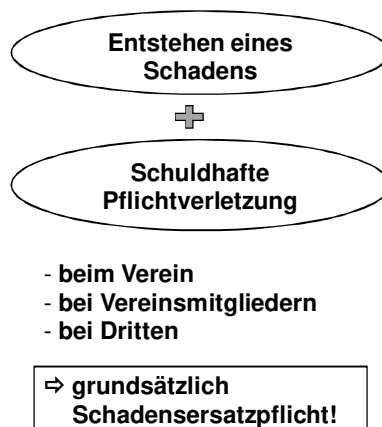 Entstehen eines
Schadens
Schuldhafte
Pflichtverletzung
- beim Verein
- bei Vereinsmitgliedern
- bei Dritten
⇨ grundsätzlich
Schadensersatzpflicht!